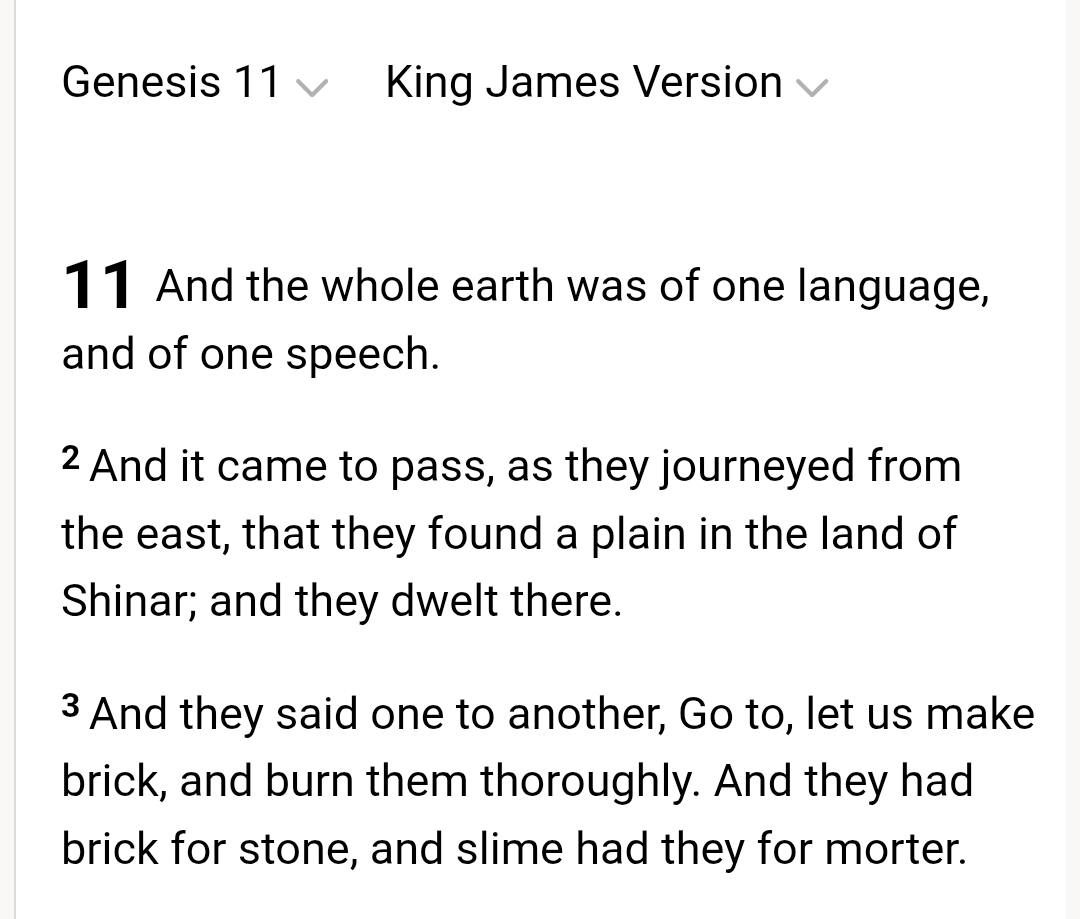 Genesis 11 King James Version
11 And the whole earth was of one language,
and of one speech.
2 And it came to pass, as they journeyed from
the east, that they found a plain in the land of
Shinar; and they dwelt there.
3 And they said one to another, Go to, let us make
brick, and burn them thoroughly. And they had
brick for stone, and slime had they for morter.